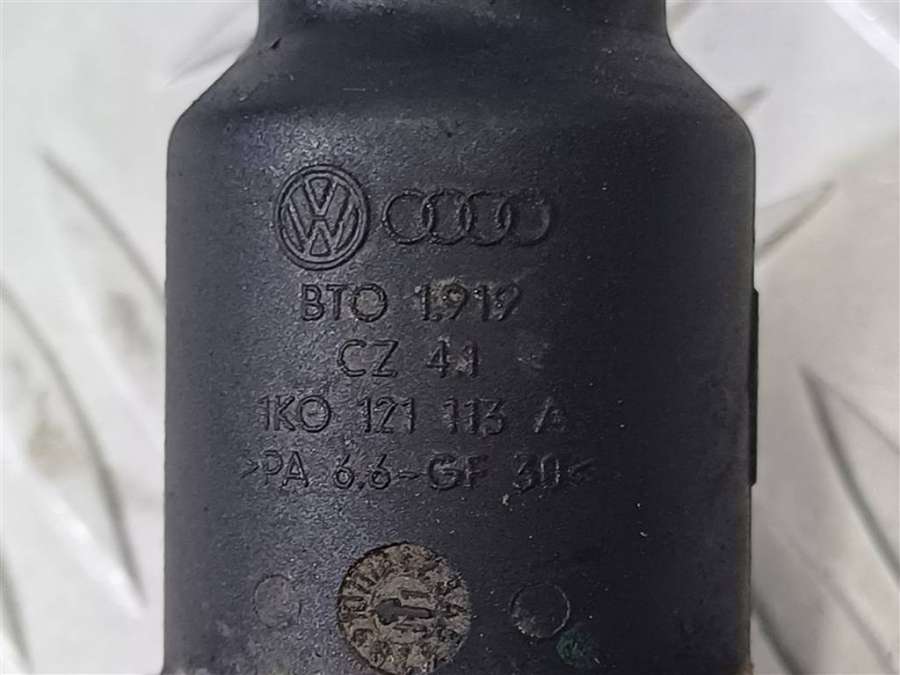 BTO 1.919
CZ 41
1K0 121 113 A
>PA 6.6-GF 30<